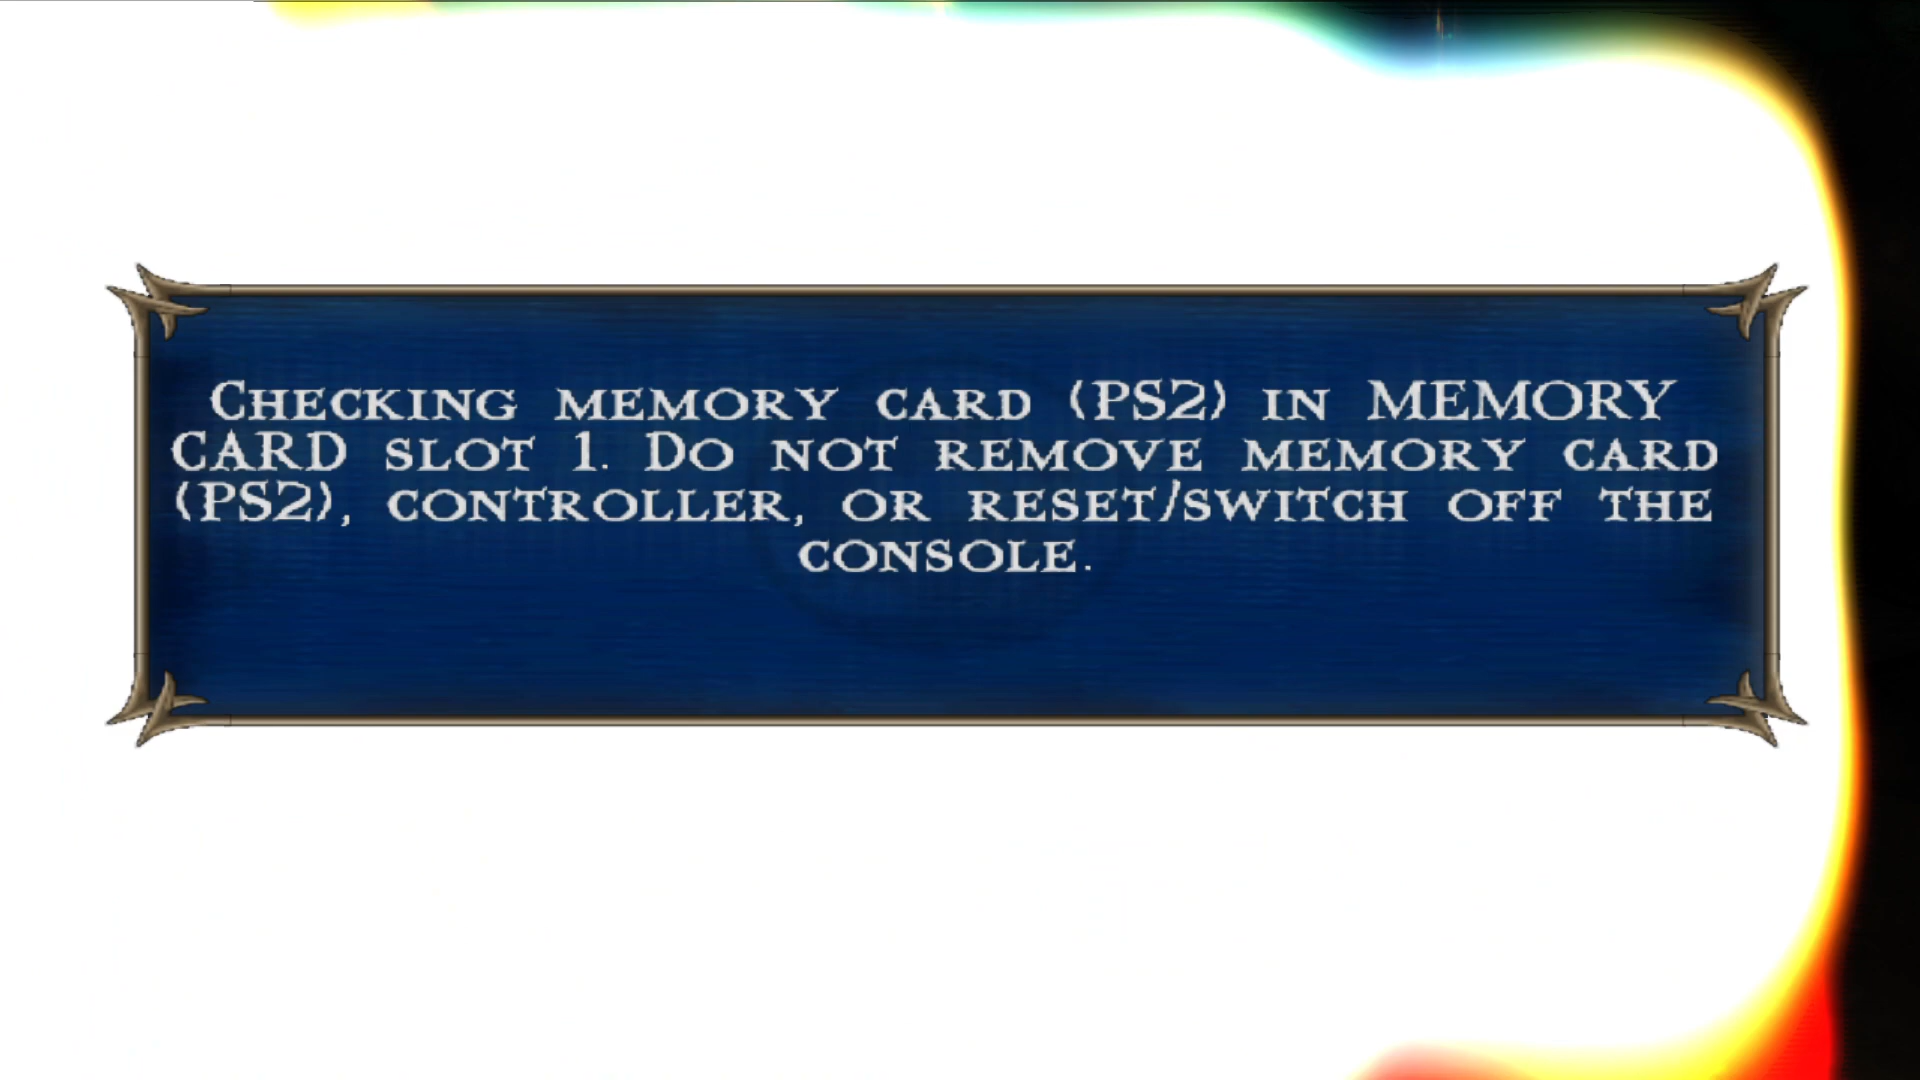 Checking memory card (PS2) in MEMORY
CARD slot 1. Do not remove memory card
(PS2), controller, or reset/switch off the
console.